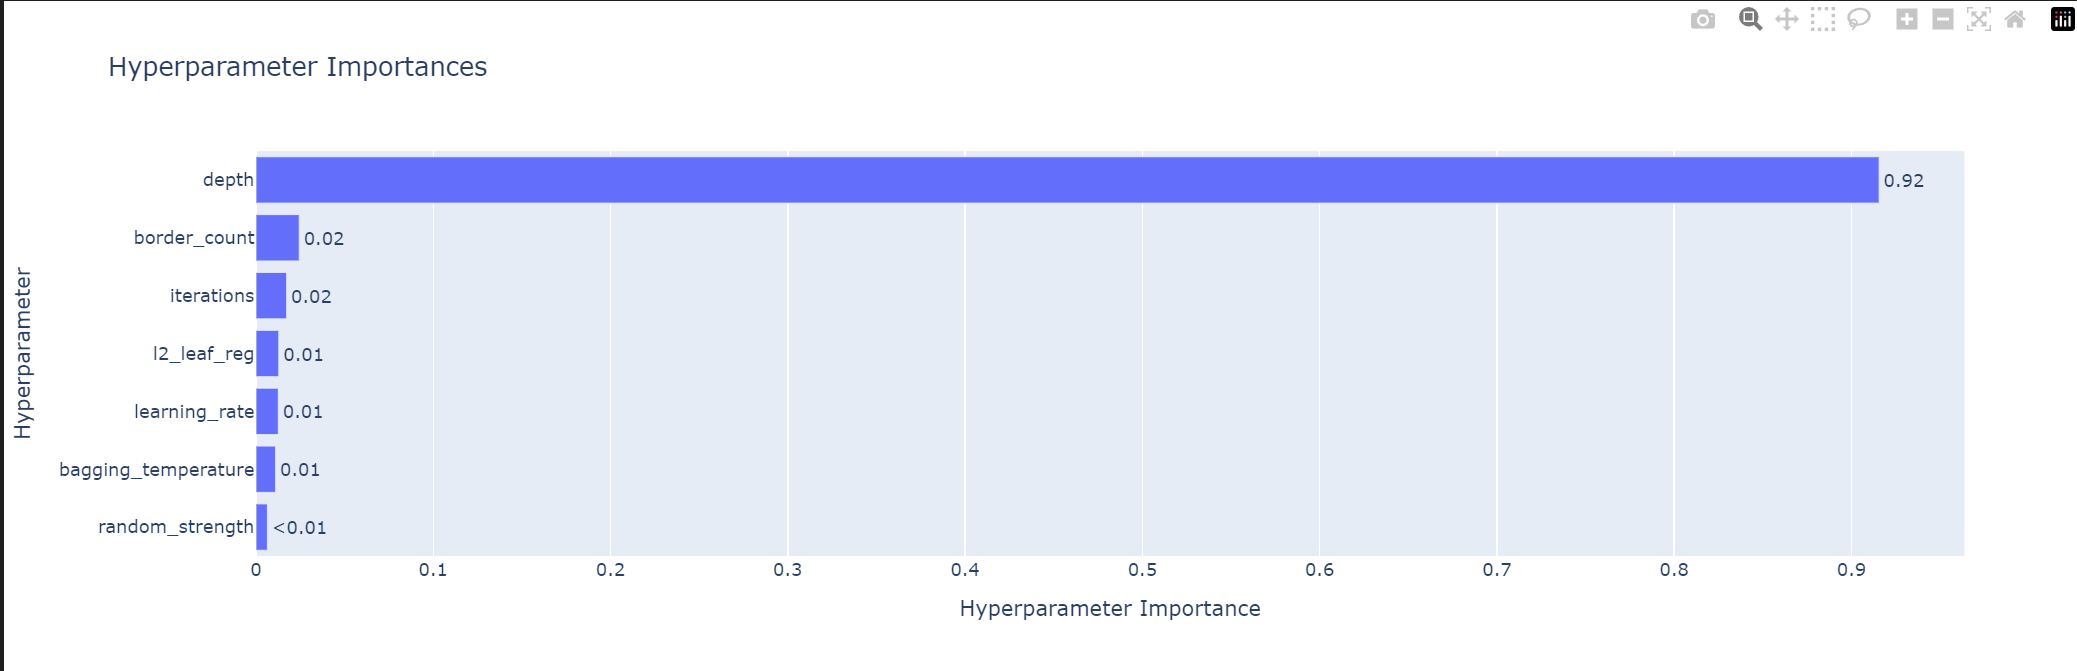 Hyperparameter Importances
Hyperparameter
depth
0.92
border_count
0.02
iterations
0.02
l2_leaf_reg
0.01
learning_rate
0.01
bagging_temperature
0.01
random_strength
<0.01
0 0.1 0.2 0.3 0.4 0.5 0.6 0.7 0.8 0.9
Hyperparameter Importance